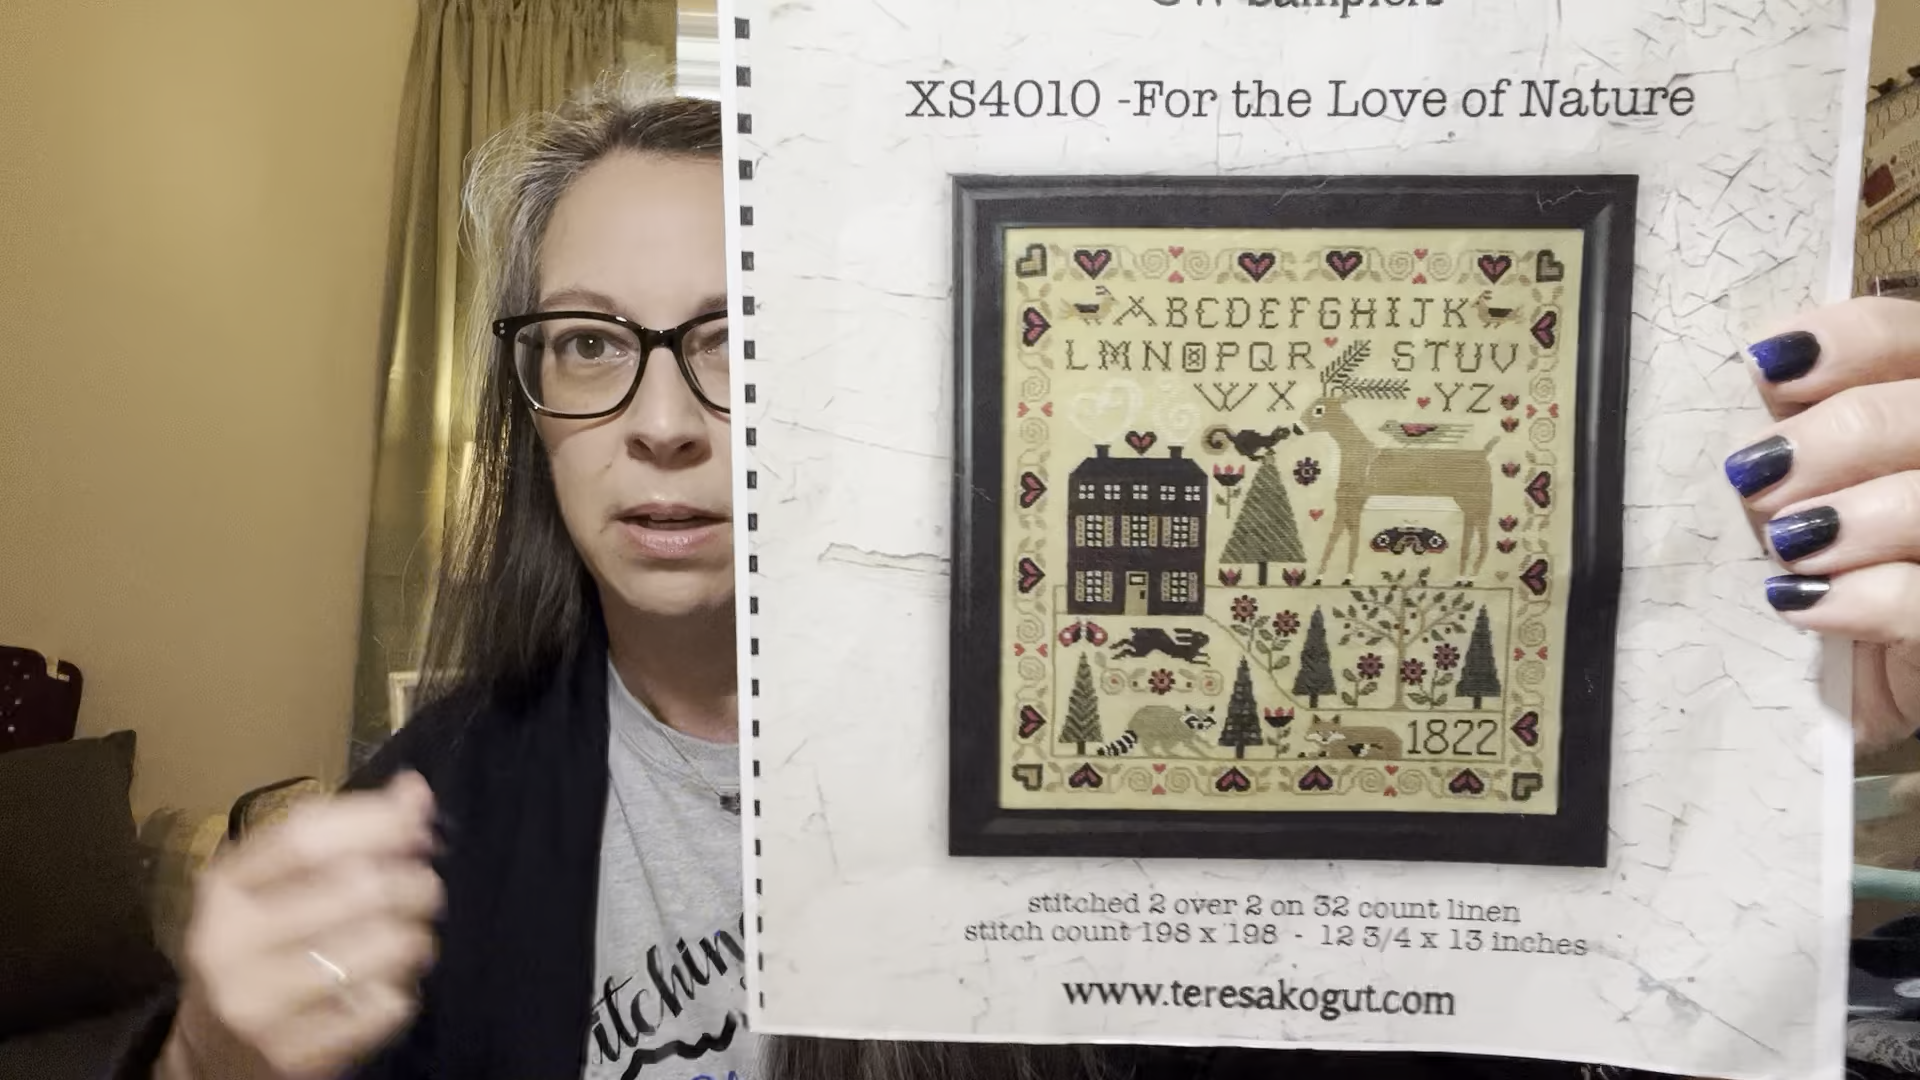 XS4010 -For the Love of Nature
ABCDEFGHIJK
LMNOPQR STUV
WX YZ
1822
stitched 2 over 2 on 32 count linen
stitch count 198 x 198 - 12 3/4 x 13 inches
www.teresakogut.com